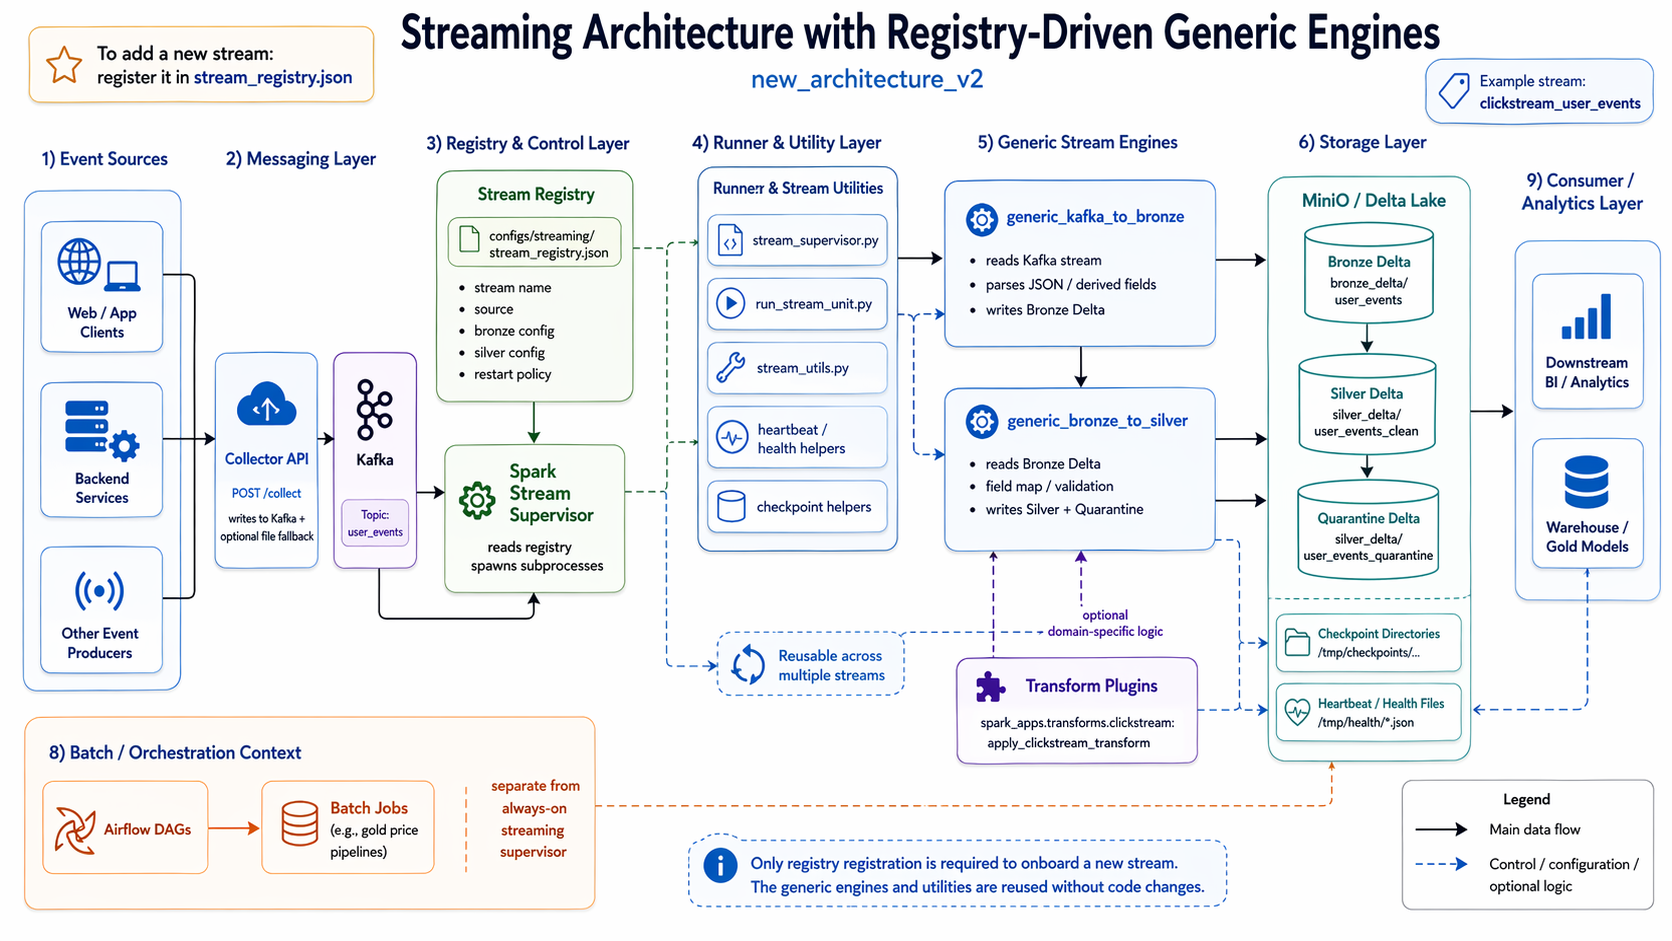 Streaming Architecture with Registry-Driven Generic Engines
new_architecture_v2
To add a new stream:
register it in stream_registry.json
Example stream:
clickstream_user_events
1) Event Sources
Web / App
Clients
Backend
Services
Other Event
Producers
2) Messaging Layer
Collector API
POST /collect
writes to Kafka +
optional file fallback
Kafka
Topic:
user_events
3) Registry & Control Layer
Stream Registry
configs/streaming/
stream_registry.json
• stream name
• source
• bronze config
• silver config
• restart policy
Spark
Stream
Supervisor
reads registry
spawns subprocesses
4) Runner & Utility Layer
Runner & Stream Utilities
stream_supervisor.py
run_stream_unit.py
stream_utils.py
heartbeat /
health helpers
checkpoint helpers
Reusable across
multiple streams
5) Generic Stream Engines
generic_kafka_to_bronze
• reads Kafka stream
• parses JSON / derived fields
• writes Bronze Delta
generic_bronze_to_silver
• reads Bronze Delta
• field map / validation
• writes Silver + Quarantine
optional
domain-specific logic
Transform Plugins
spark_apps.transforms.clickstream:
apply_clickstream_transform
6) Storage Layer
MiniO / Delta Lake
Bronze Delta
bronze_delta/
user_events
Silver Delta
silver_delta/
user_events_clean
Quarantine Delta
silver_delta/
user_events_quarantine
Checkpoint Directories
/tmp/checkpoints/...
Heartbeat / Health Files
/tmp/health/*.json
9) Consumer /
Analytics Layer
Downstream
BI / Analytics
Warehouse /
Gold Models
8) Batch / Orchestration Context
Airflow DAGs
Batch Jobs
(e.g., gold price
pipelines)
separate from
always-on
streaming
supervisor
Only registry registration is required to onboard a new stream.
The generic engines and utilities are reused without code changes.
Legend
Main data flow
Control / configuration /
optional logic